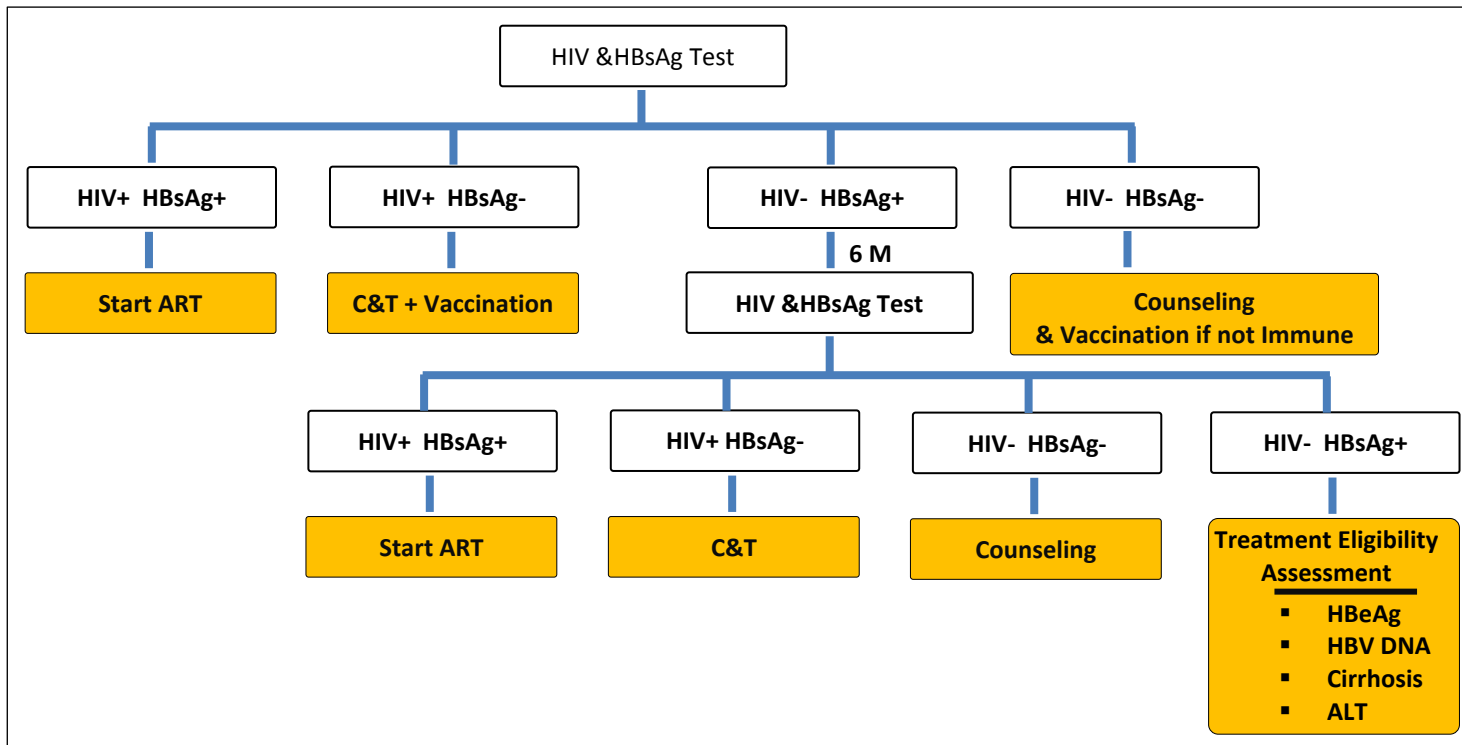 HIV &HBsAg Test
HIV+ HBsAg+
HIV+ HBsAg-
HIV- HBsAg+
HIV- HBsAg-
6 M
Start ART
C&T + Vaccination
HIV &HBsAg Test
Counseling
& Vaccination if not Immune
HIV+ HBsAg+
HIV+ HBsAg-
HIV- HBsAg-
HIV- HBsAg+
Start ART
C&T
Counseling
Treatment Eligibility
Assessment
▪ HBeAg
▪ HBV DNA
▪ Cirrhosis
▪ ALT